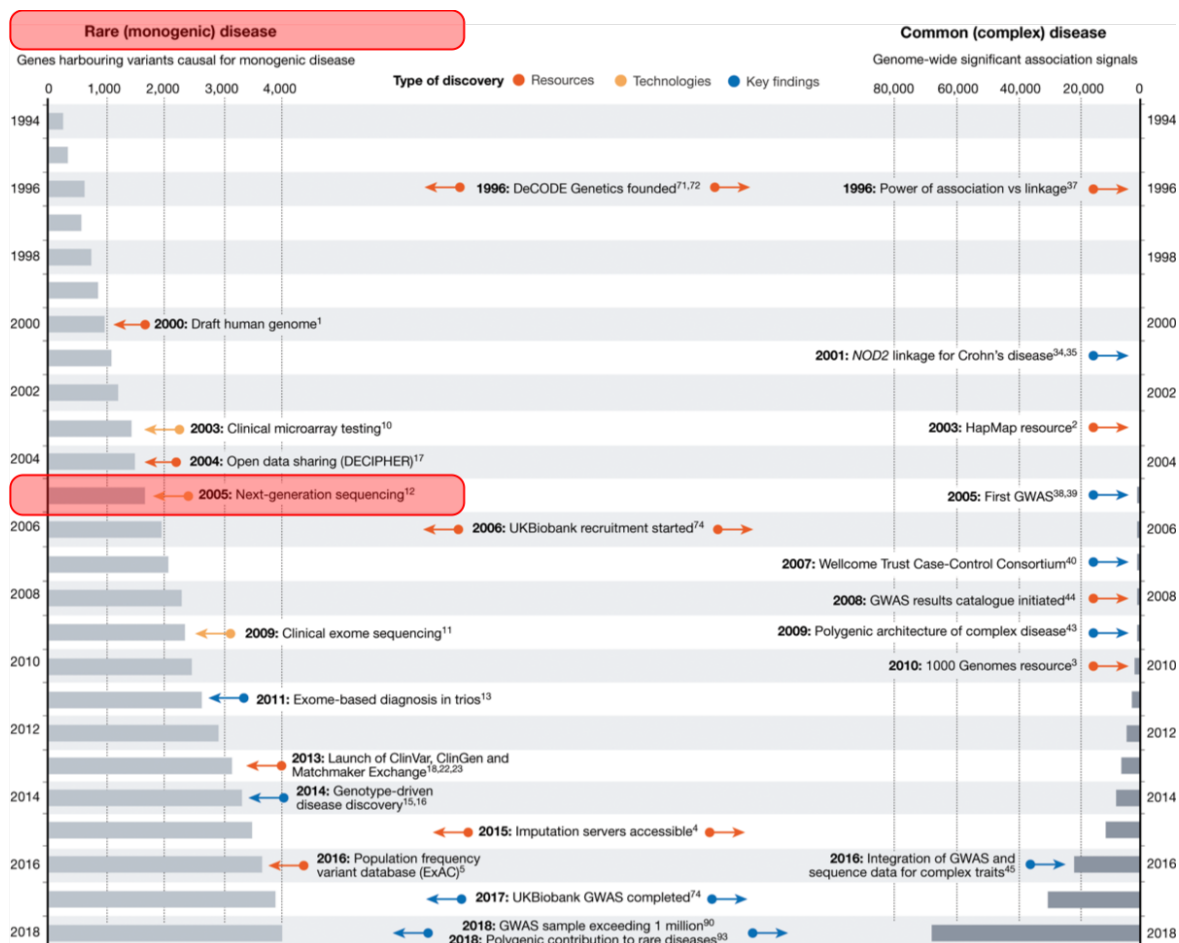 Rare (monogenic) disease
Common (complex) disease
Genes harbouring variants causal for monogenic disease
Genome-wide significant association signals
Type of discovery Resources Technologies Key findings
0 1,000 2,000 3,000 4,000
80,000 60,000 40,000 20,000 0
1994 1994
1996 1996: DeCODE Genetics founded71,72 1996: Power of association vs linkage37 1996
1998 1998
2000 2000: Draft human genome1 2000
2001: NOD2 linkage for Crohn's disease34,35
2002 2002
2003: Clinical microarray testing10 2003: HapMap resource2
2004 2004: Open data sharing (DECIPHER)17 2004
2005: Next-generation sequencing12 2005: First GWAS38,39
2006 2006: UKBiobank recruitment started74 2006
2007: Wellcome Trust Case-Control Consortium40
2008 2008: GWAS results catalogue initiated44 2008
2009: Clinical exome sequencing11 2009: Polygenic architecture of complex disease43
2010 2010: 1000 Genomes resource3 2010
2011: Exome-based diagnosis in trios13
2012 2012
2013: Launch of ClinVar, ClinGen and
Matchmaker Exchange18,22,23
2014 2014: Genotype-driven 2014
disease discovery15,16
2015: Imputation servers accessible4
2016 2016: Population frequency 2016: Integration of GWAS and 2016
variant database (ExAC)5 sequence data for complex traits45
2017: UKBiobank GWAS completed74
2018 2018: GWAS sample exceeding 1 million90 2018
2018: Polygenic contribution to rare diseases93